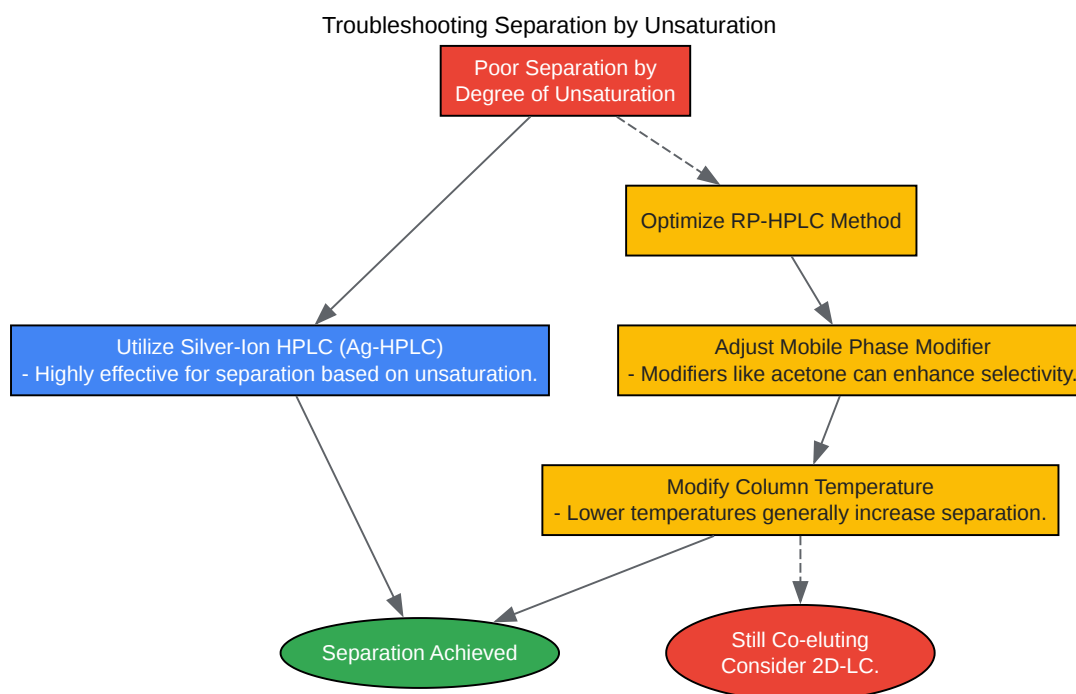 Troubleshooting Separation by Unsaturation
Poor Separation by
Degree of Unsaturation
Optimize RP-HPLC Method
Utilize Silver-Ion HPLC (Ag-HPLC)
- Highly effective for separation based on unsaturation.
Adjust Mobile Phase Modifier
- Modifiers like acetone can enhance selectivity.
Modify Column Temperature
- Lower temperatures generally increase separation.
Separation Achieved
Still Co-eluting
Consider 2D-LC.